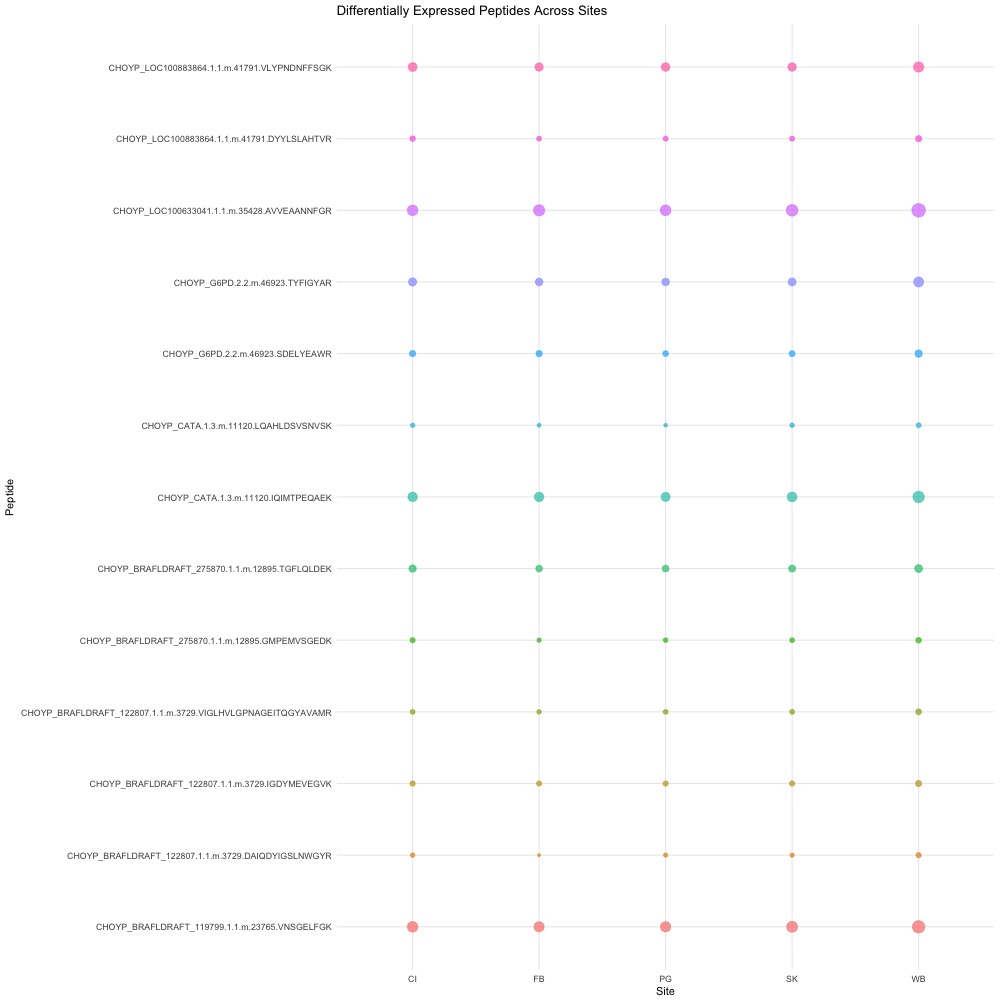 Differentially Expressed Peptides Across Sites
CHOYP_LOC100883864.1.1.m.41791.VLYPNDNFFSGK
CHOYP_LOC100883864.1.1.m.41791.DYYLSLAHTVR
CHOYP_LOC100633041.1.1.m.35428.AVVEAANNFGR
CHOYP_G6PD.2.2.m.46923.TYFIGYAR
CHOYP_G6PD.2.2.m.46923.SDELYEAWR
CHOYP_CATA.1.3.m.11120.LQAHLDSVSNVSK
CHOYP_CATA.1.3.m.11120.IQIMTPEQAEK
CHOYP_BRAFLDRAFT_275870.1.1.m.12895.TGFLQLDEK
CHOYP_BRAFLDRAFT_275870.1.1.m.12895.GMPEMVSGEDK
CHOYP_BRAFLDRAFT_122807.1.1.m.3729.VIGLHVLGPNAGEITQGYAVAMR
CHOYP_BRAFLDRAFT_122807.1.1.m.3729.IGDYMEVEGVK
CHOYP_BRAFLDRAFT_122807.1.1.m.3729.DAIQDYIGSLNWGYR
CHOYP_BRAFLDRAFT_119799.1.1.m.23765.VNSGELFGK
Peptide
CI FB PG SK WB
Site